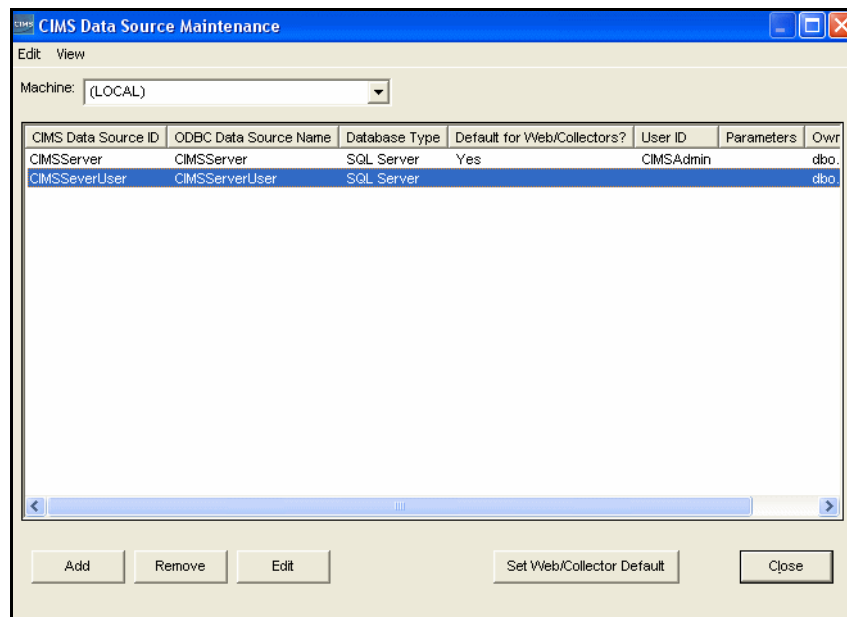 CIMS CIMS Data Source Maintenance
Edit View
Machine: (LOCAL)
CIMS Data Source ID ODBC Data Source Name Database Type Default for Web/Collectors? User ID Parameters Owr
CIMSServer CIMSServer SQL Server Yes CIMSAdmin dbo.
CIMSSeverUser CIMSServerUser SQL Server dbo.
Add Remove Edit Set Web/Collector Default Close